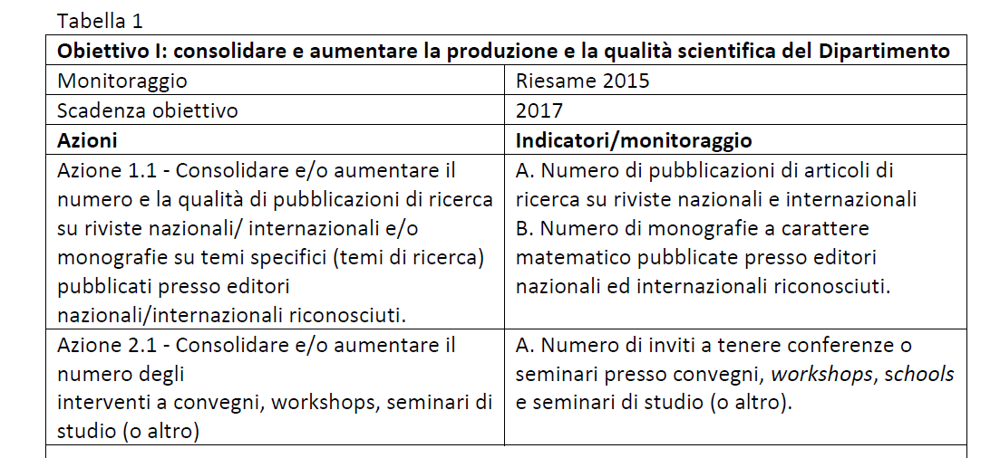 Tabella 1
Obiettivo I: consolidare e aumentare la produzione e la qualità scientifica del Dipartimento
Monitoraggio
Riesame 2015
Scadenza obiettivo
2017
Azioni
Indicatori/monitoraggio
Azione 1.1 - Consolidare e/o aumentare il
numero e la qualità di pubblicazioni di ricerca
su riviste nazionali/ internazionali e/o
monografie su temi specifici (temi di ricerca)
pubblicati presso editori
nazionali/internazionali riconosciuti.
A. Numero di pubblicazioni di articoli di
ricerca su riviste nazionali e internazionali
B. Numero di monografie a carattere
matematico pubblicate presso editori
nazionali ed internazionali riconosciuti.
Azione 2.1 - Consolidare e/o aumentare il
numero degli
interventi a convegni, workshops, seminari di
studio (o altro)
A. Numero di inviti a tenere conferenze o
seminari presso convegni, workshops, schools
e seminari di studio (o altro).